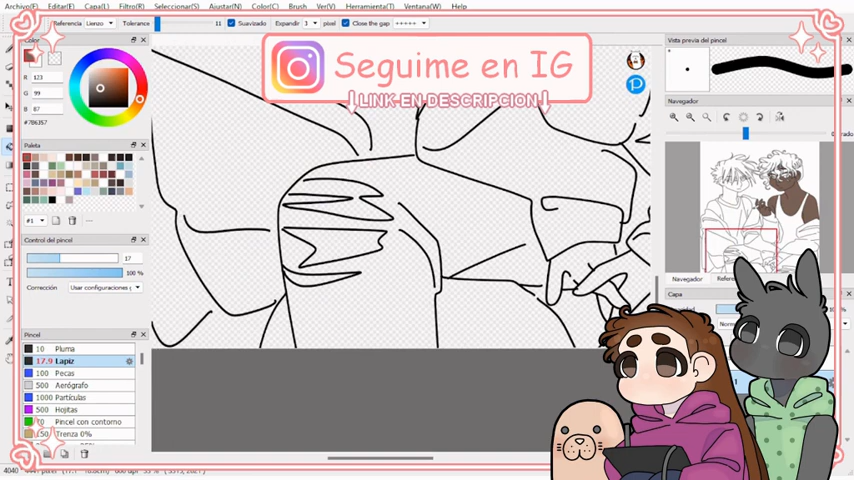 Archivo(F) Editar(E) Capa(L) Filtro(R) Seleccionar(S) Ajustar(N) Color(C) Ver(V) Herramienta(T) Ventana(W) Help
Referencia Lienzo Tolerance 11 Suavizado Expandir 1 pixel Close the gap
Color
Vista previa del pincel
Seguime en IG
LINK EN DESCRIPCION
R 123
G 99
B 87
#7B6357
Navegador
Paleta
#1
Control del pincel
17
100 %
Corrección Usar configuraciones g
Navegador
Capa
Pincel
10 Pluma
17.9 Lapiz
100 Pecas
500 Aerógrafo
1000 Partículas
500 Hojitas
Pincel con contorno
Trenza 0%